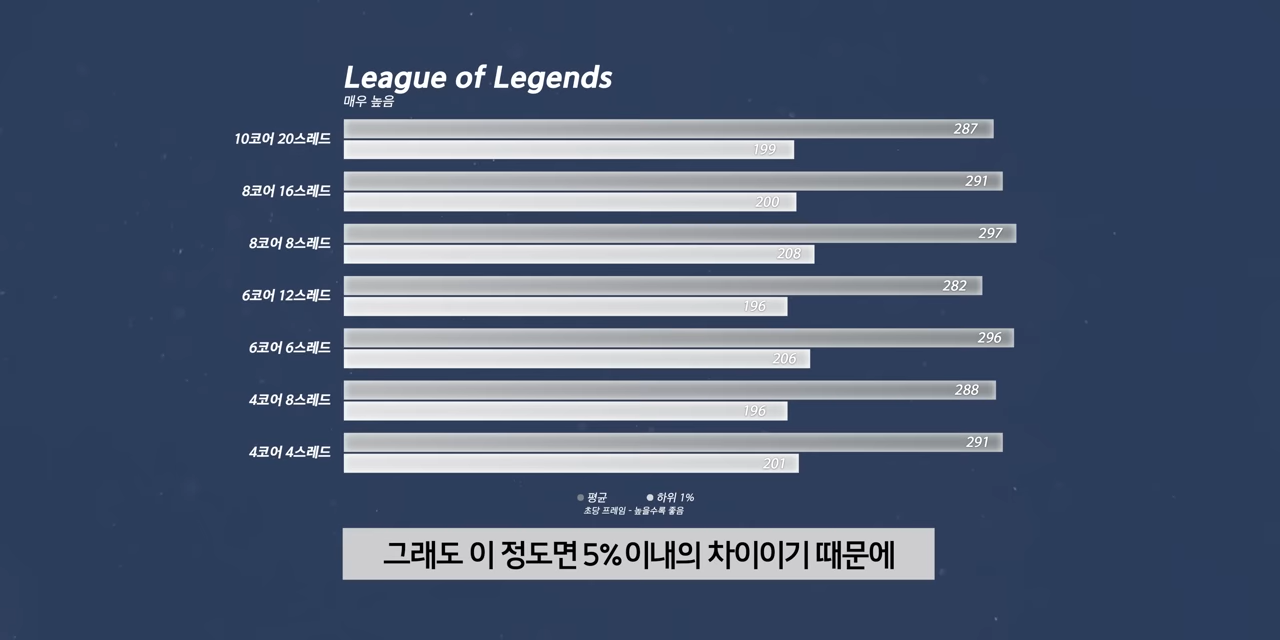 League of Legends
매우 높음
10코어 20스레드
287
199
8코어 16스레드
291
200
8코어 8스레드
297
208
6코어 12스레드
282
196
6코어 6스레드
296
206
4코어 8스레드
288
196
4코어 4스레드
291
201
평균 하위 1%
초당 프레임 - 높을수록 좋음
그래도 이 정도면 5%이내의 차이이기 때문에